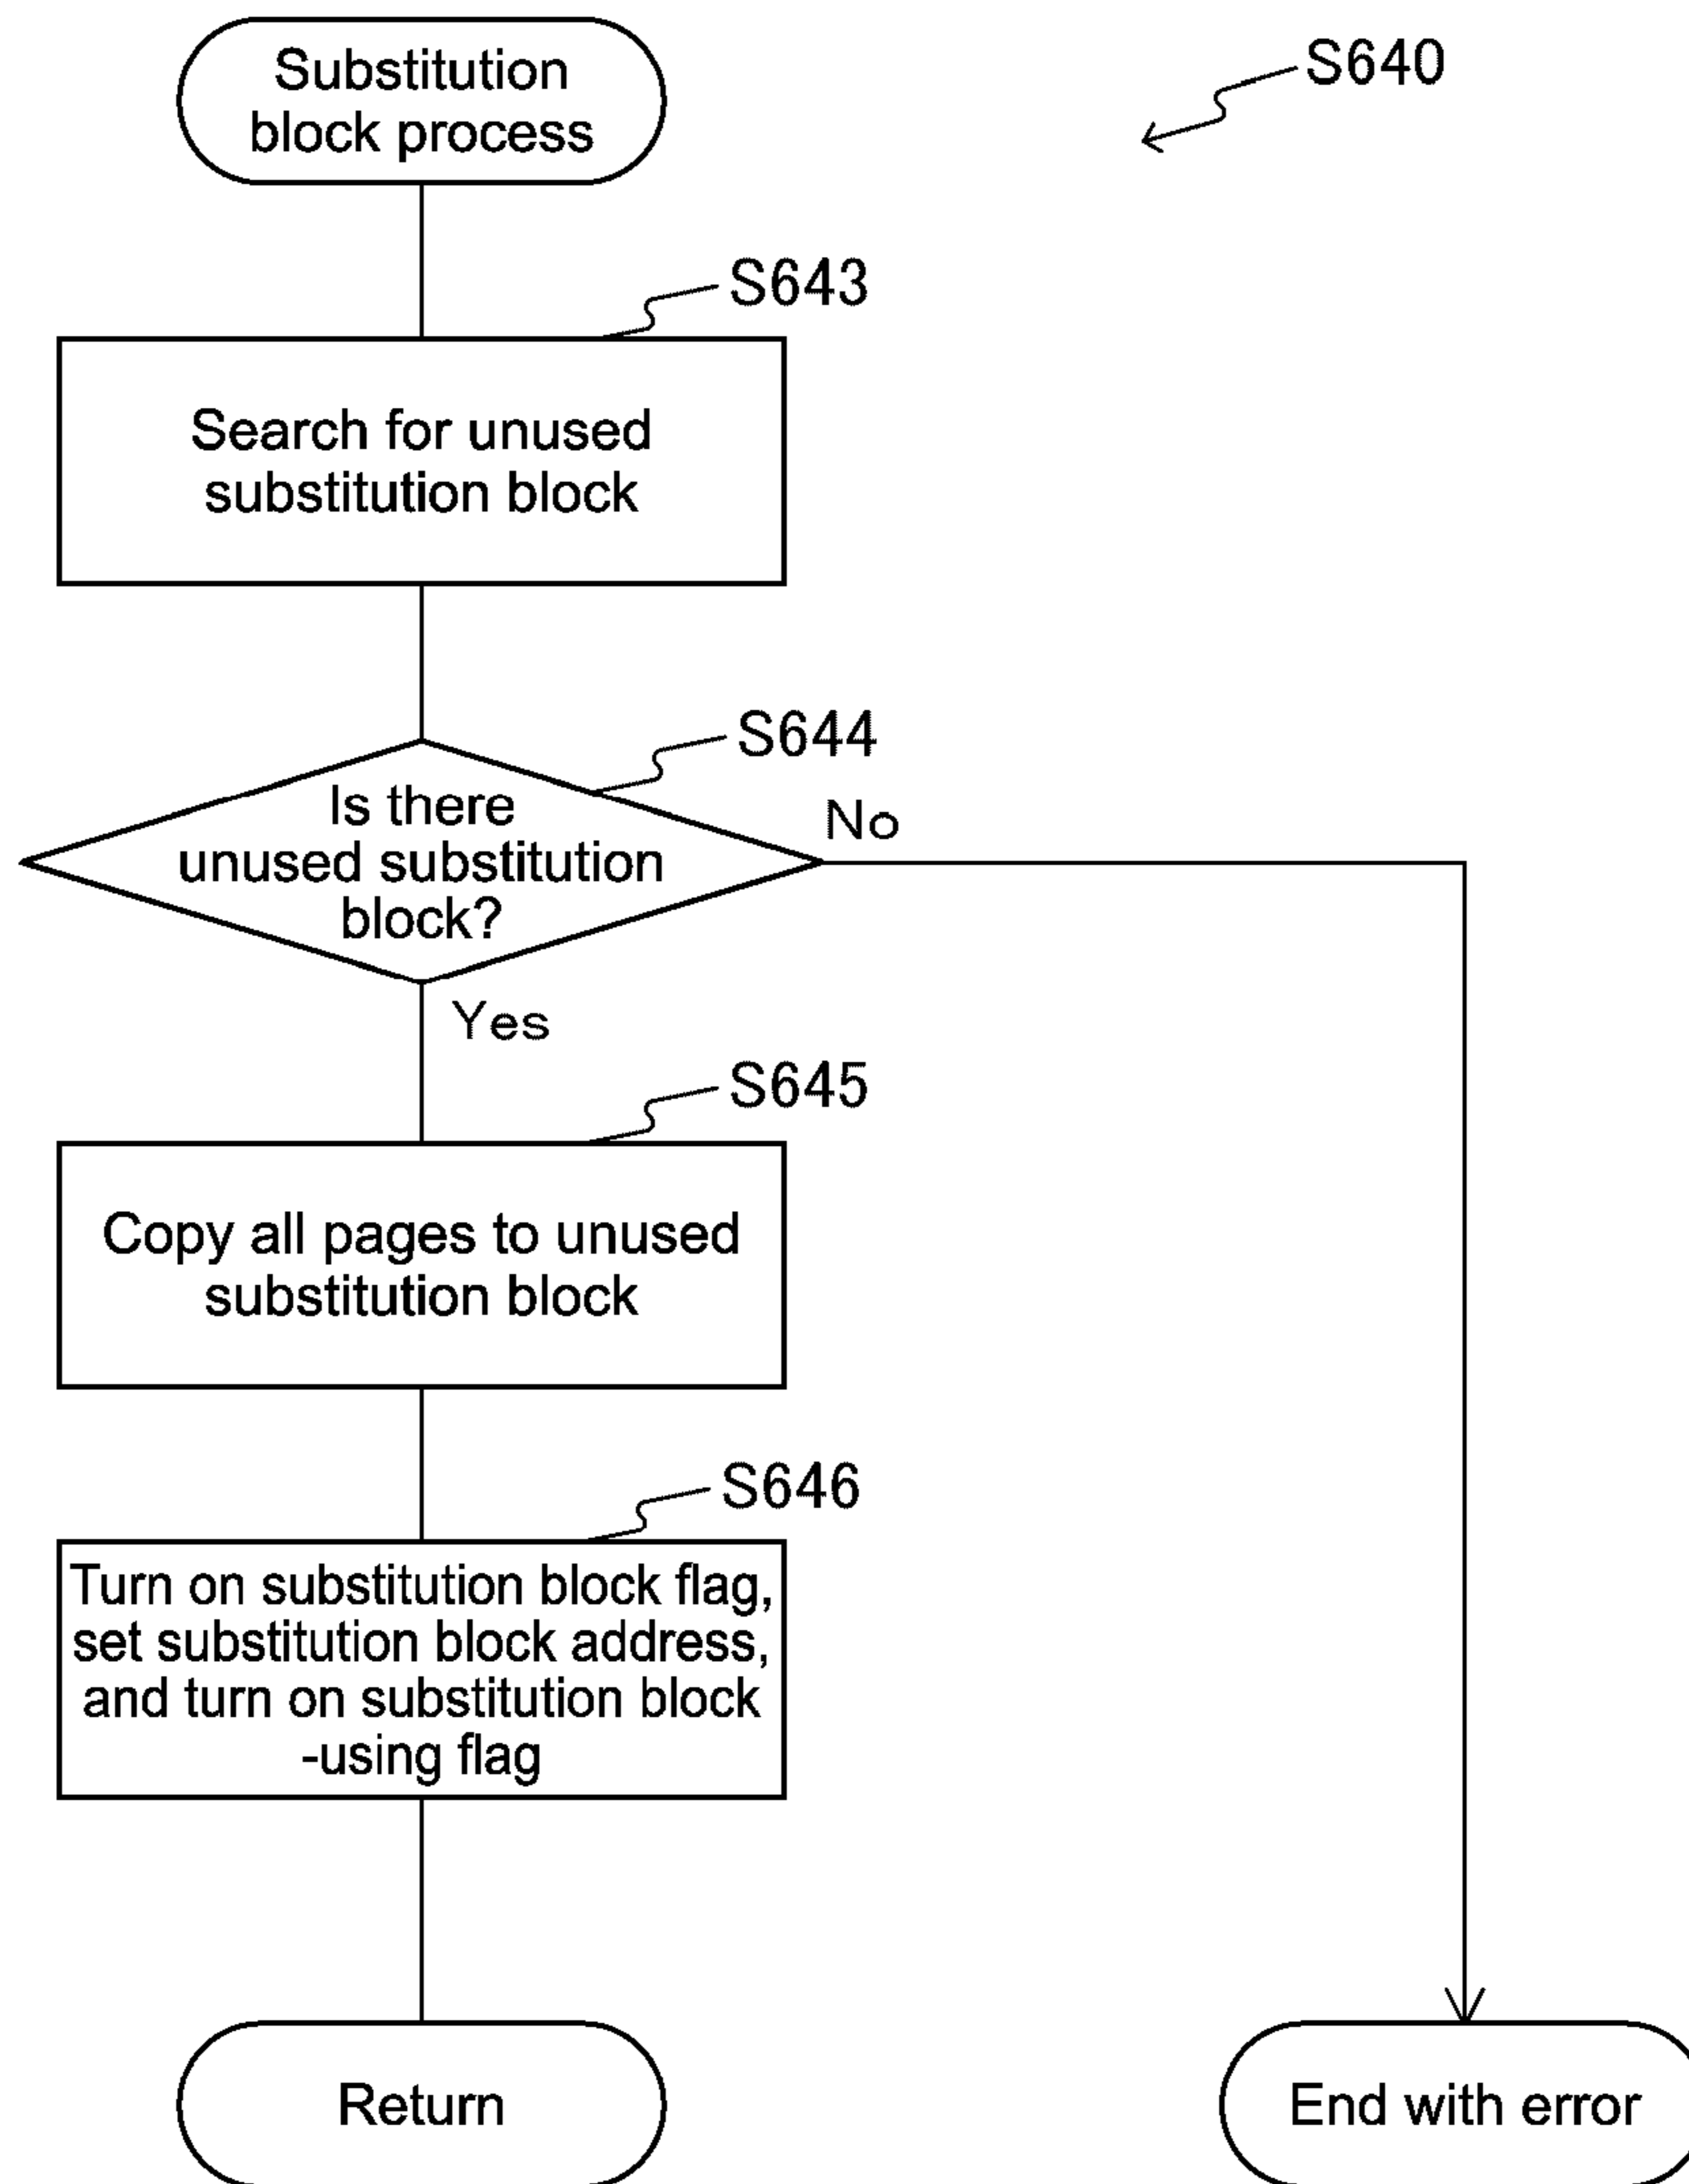 Substitution
block process
S640
S643
Search for unused
substitution block
S644
Is there
unused substitution
block?
No
Yes
S645
Copy all pages to unused
substitution block
S646
Turn on substitution block flag,
set substitution block address,
and turn on substitution block
-using flag
Return
End with error